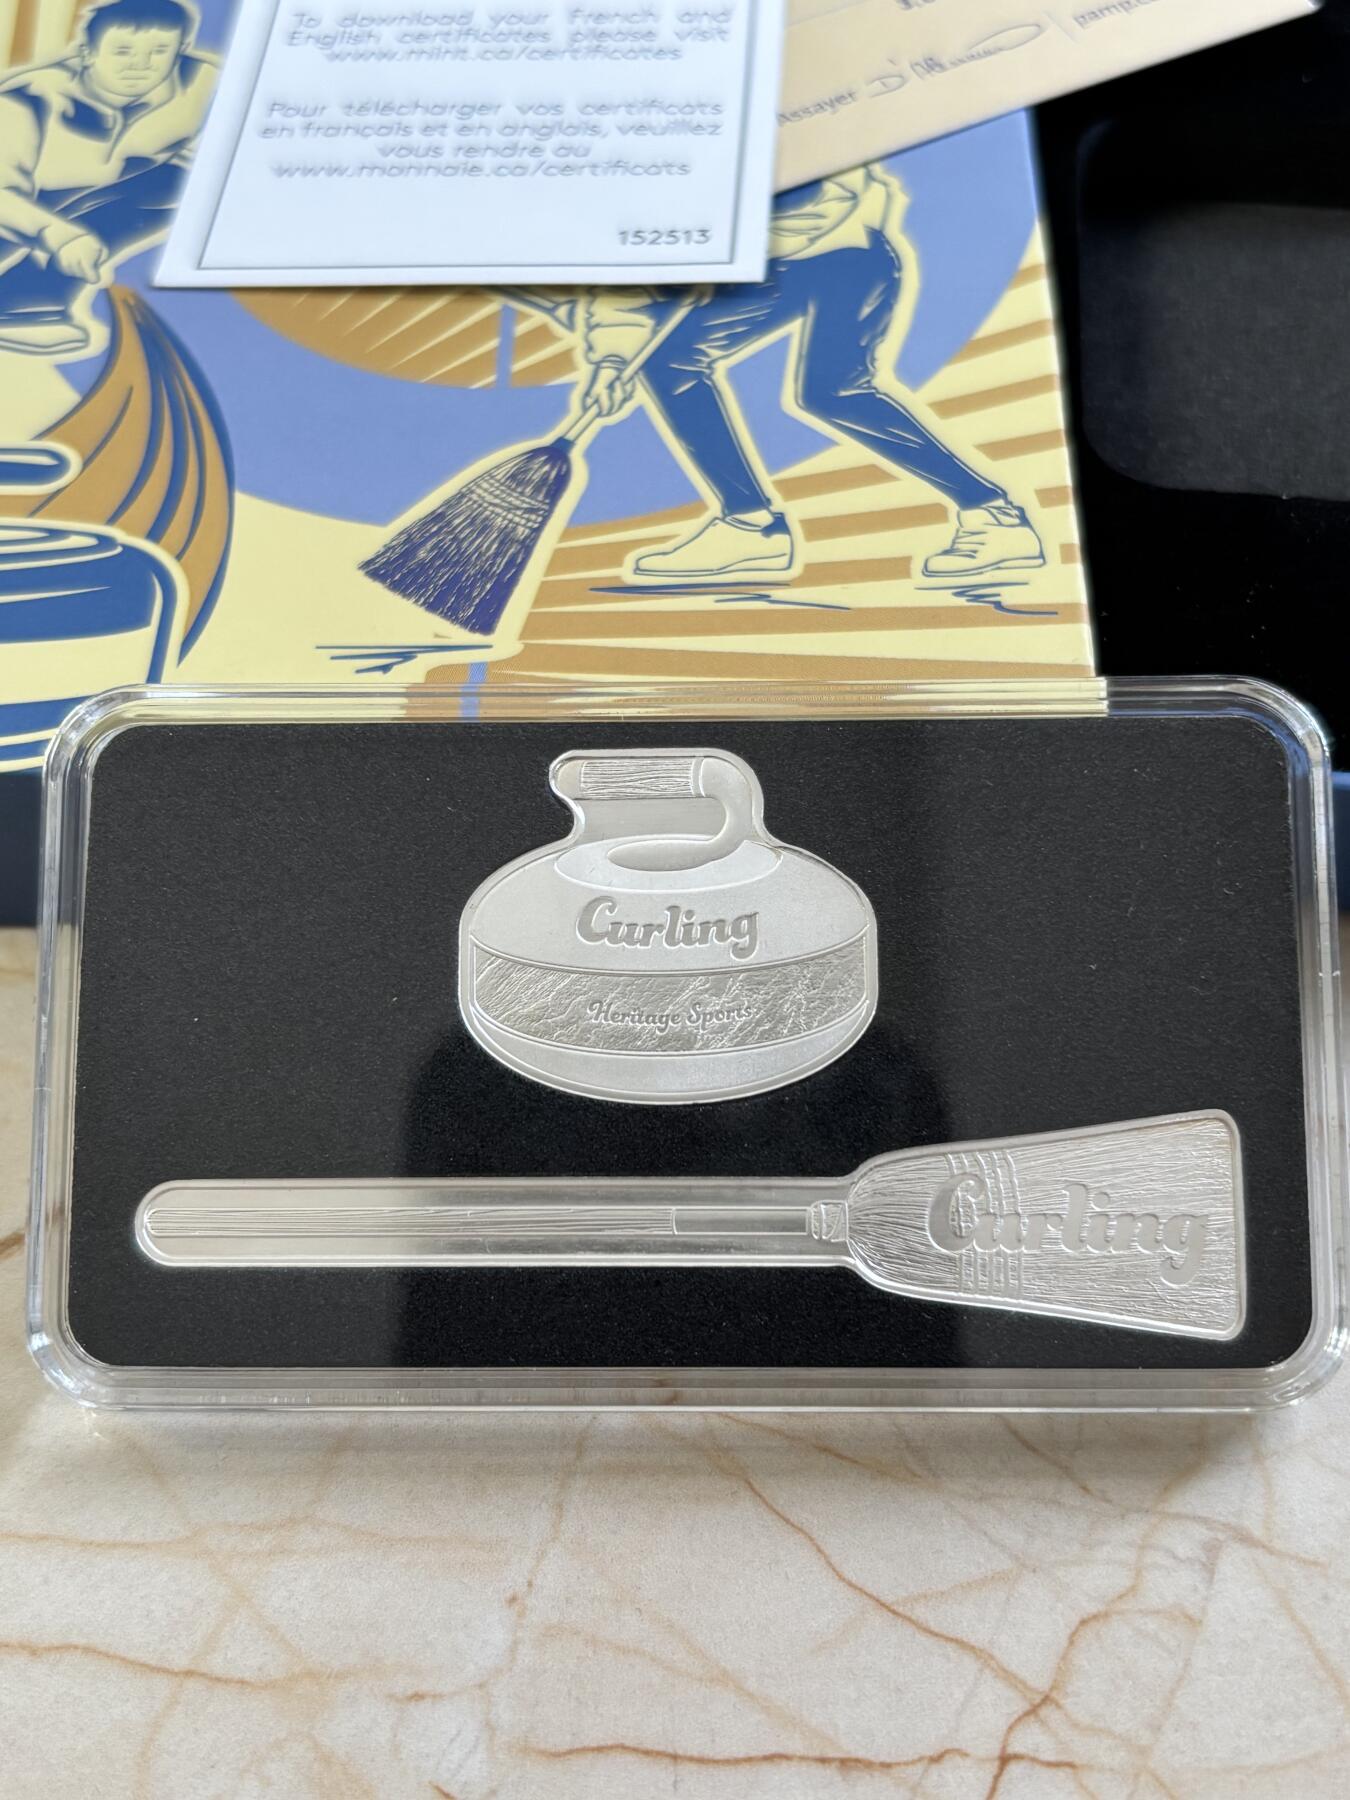 To download your French and
English certificates please visit
www.mint.ca/certificates
Pour télécharger vos certificats
en français et en anglais, veuillez
vous rendre au
www.monnaie.ca/certificats
152513
Assayer
Curling
Heritage Sports
Curling